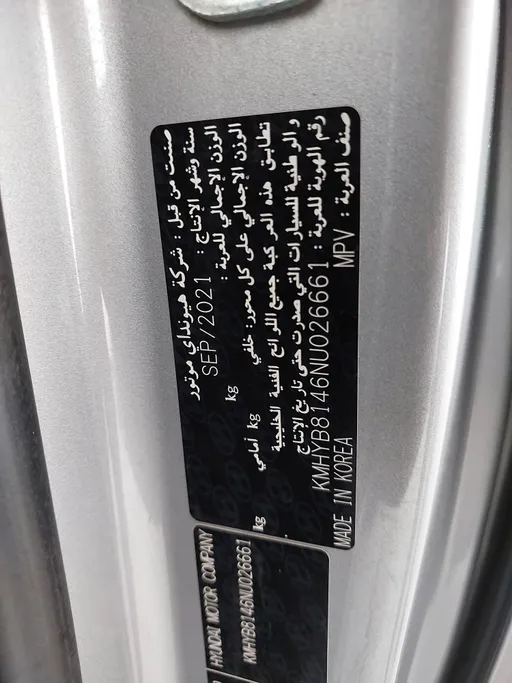 صنعت من قبل : شركة هيونداي موتور
سنة وشهر الإنتاج : SEP/2021
الوزن الإجمالي للعربة : kg
الوزن الإجمالي على كل محور: خلفي kg أمامي kg
تطابق هذه المركبة جميع اللوائح الفنية الخليجية
والوطنية للسيارات التي صدرت حتى تاريخ الإنتاج
رقم الهوية للعربة : KMHYB8146NU026661
صنف العربة : MPV
MADE IN KOREA
HYUNDAI MOTOR COMPANY
KMHYB8146NU026661